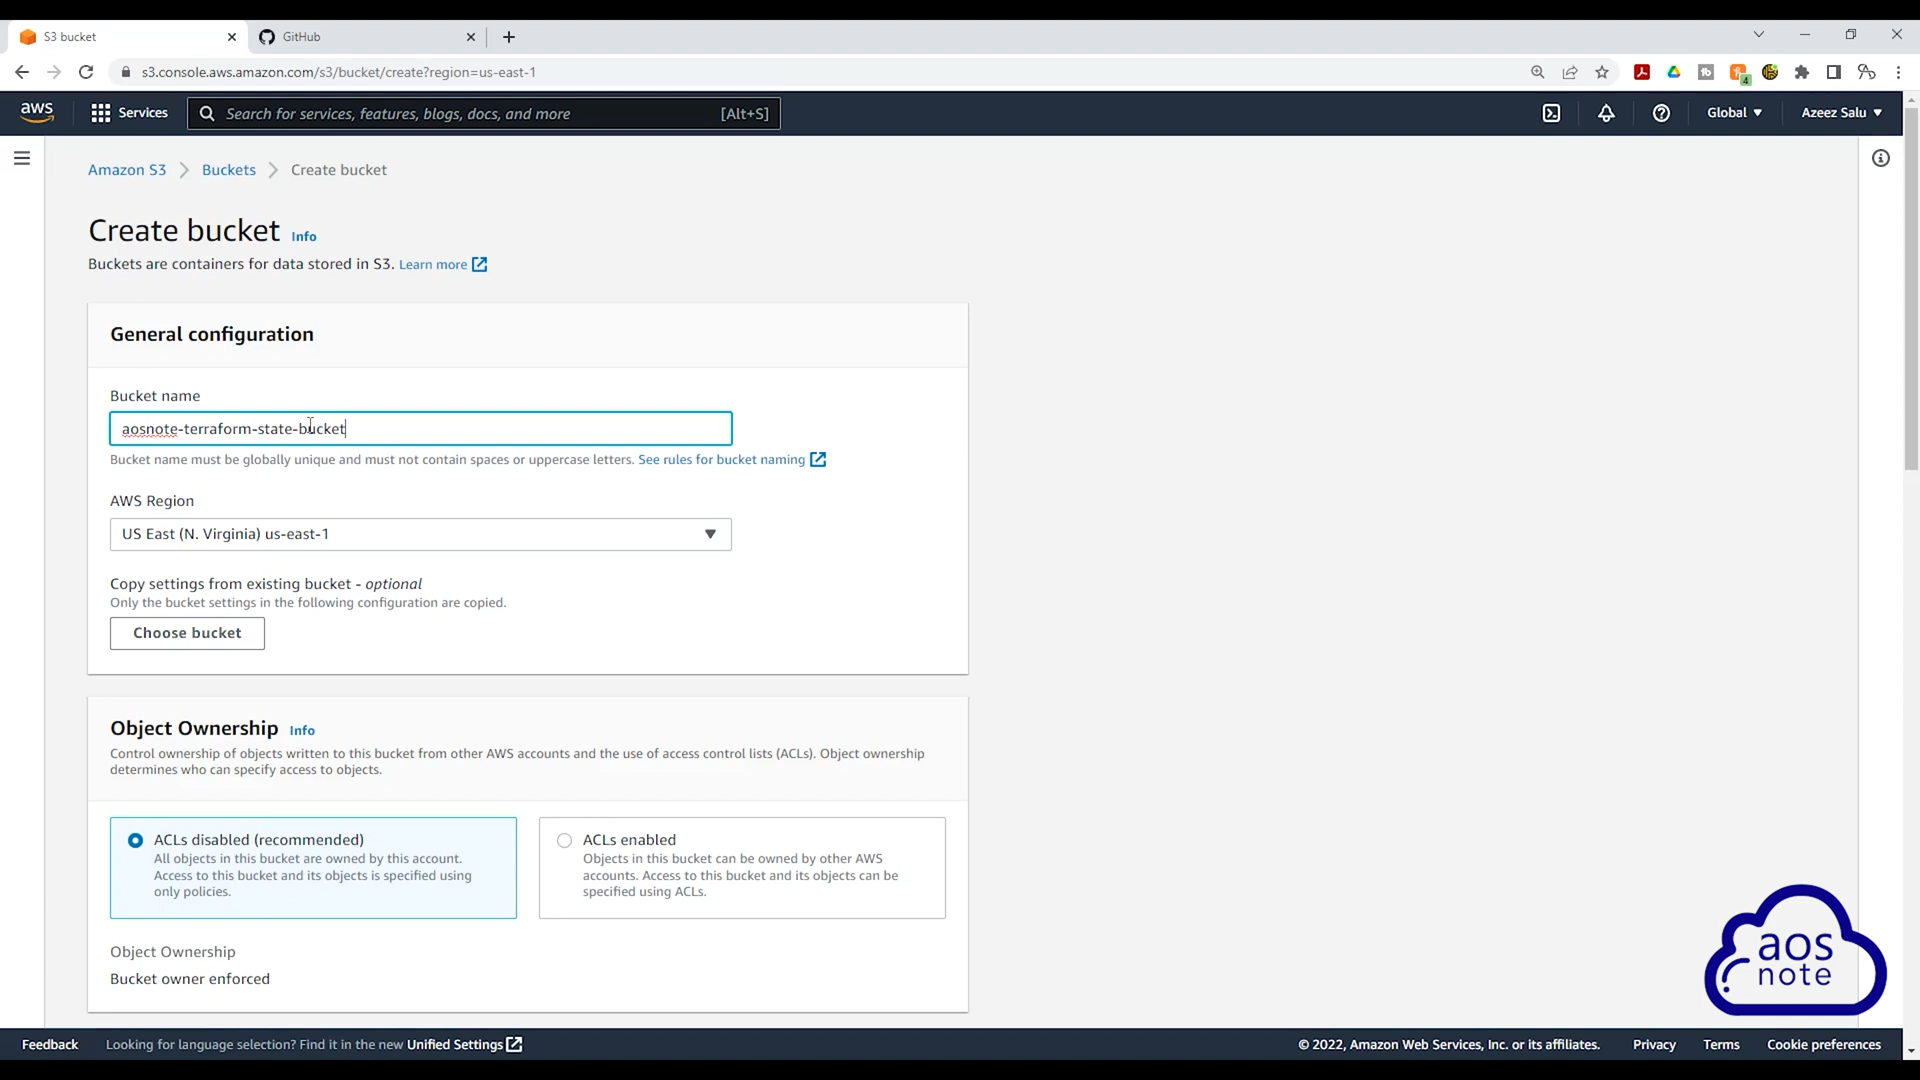 S3 bucket
GitHub
s3.console.aws.amazon.com/s3/bucket/create?region=us-east-1
4
aws
Services
Search for services, features, blogs, docs, and more
[Alt+S]
Global
Azeez Salu
Amazon S3
Buckets
Create bucket
Create bucket Info
Buckets are containers for data stored in S3. Learn more
General configuration
Bucket name
aosnote-terraform-state-bucket
Bucket name must be globally unique and must not contain spaces or uppercase letters. See rules for bucket naming
AWS Region
US East (N. Virginia) us-east-1
Copy settings from existing bucket - optional
Only the bucket settings in the following configuration are copied.
Choose bucket
Object Ownership Info
Control ownership of objects written to this bucket from other AWS accounts and the use of access control lists (ACLs). Object ownership
determines who can specify access to objects.
ACLs disabled (recommended)
All objects in this bucket are owned by this account.
Access to this bucket and its objects is specified using
only policies.
ACLs enabled
Objects in this bucket can be owned by other AWS
accounts. Access to this bucket and its objects can be
specified using ACLs.
Object Ownership
Bucket owner enforced
aos
note
Feedback
Looking for language selection? Find it in the new Unified Settings
© 2022, Amazon Web Services, Inc. or its affiliates.
Privacy
Terms
Cookie preferences